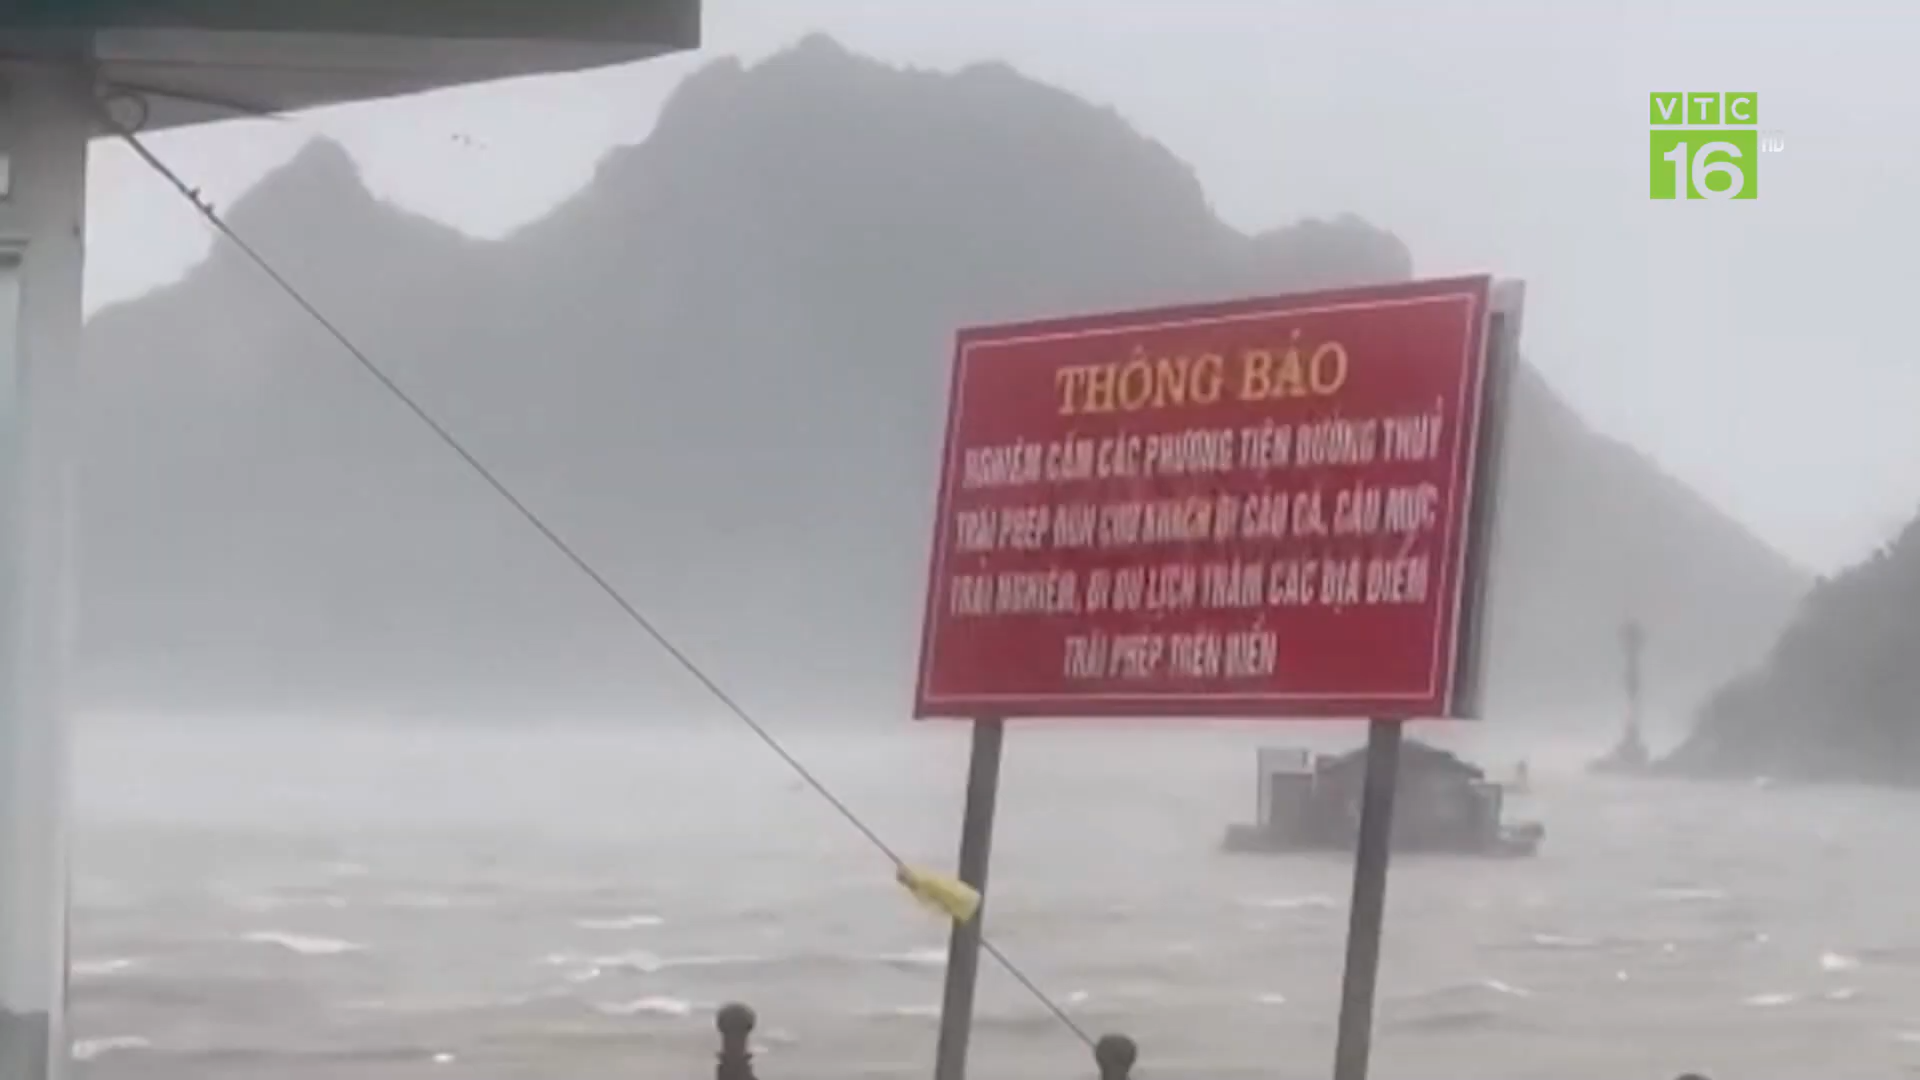 VTC
16 HD
THÔNG BÁO
NGHIÊM CẤM CÁC PHƯƠNG TIỆN ĐƯỜNG THUỶ
TRÁI PHÉP ĐÓN CHỞ KHÁCH ĐI CÂU CÁ, CÂU MỰC
TRẢI NGHIỆM, ĐI DU LỊCH THĂM CÁC ĐỊA ĐIỂM
TRÁI PHÉP TRÊN BIỂN